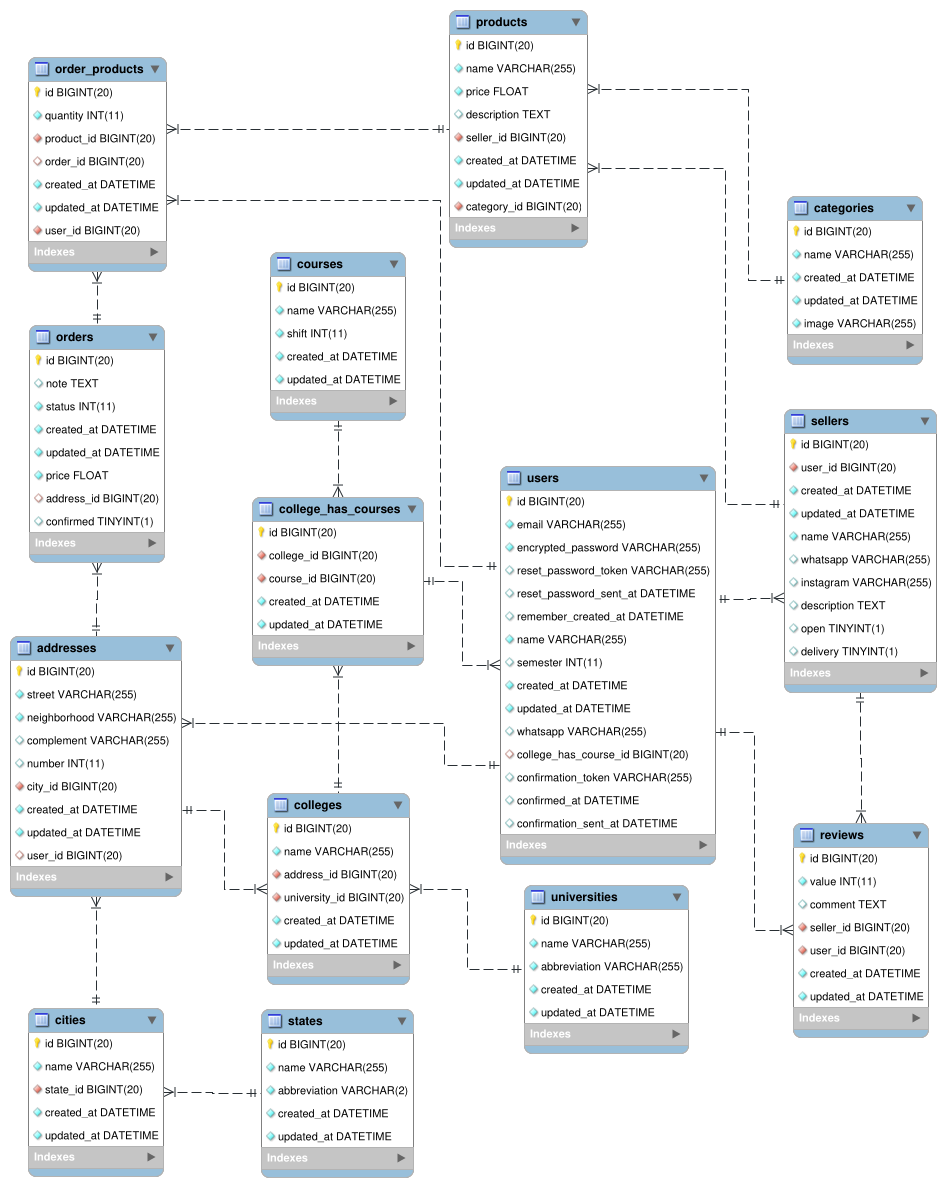 products
id BIGINT(20)
name VARCHAR(255)
price FLOAT
description TEXT
seller_id BIGINT(20)
created_at DATETIME
updated_at DATETIME
category_id BIGINT(20)
Indexes
order_products
id BIGINT(20)
quantity INT(11)
product_id BIGINT(20)
order_id BIGINT(20)
created_at DATETIME
updated_at DATETIME
user_id BIGINT(20)
Indexes
categories
id BIGINT(20)
name VARCHAR(255)
created_at DATETIME
updated_at DATETIME
image VARCHAR(255)
Indexes
courses
id BIGINT(20)
name VARCHAR(255)
shift INT(11)
created_at DATETIME
updated_at DATETIME
Indexes
orders
id BIGINT(20)
note TEXT
status INT(11)
created_at DATETIME
updated_at DATETIME
price FLOAT
address_id BIGINT(20)
confirmed TINYINT(1)
Indexes
sellers
id BIGINT(20)
user_id BIGINT(20)
created_at DATETIME
updated_at DATETIME
name VARCHAR(255)
whatsapp VARCHAR(255)
instagram VARCHAR(255)
description TEXT
open TINYINT(1)
delivery TINYINT(1)
Indexes
users
id BIGINT(20)
email VARCHAR(255)
encrypted_password VARCHAR(255)
reset_password_token VARCHAR(255)
reset_password_sent_at DATETIME
remember_created_at DATETIME
name VARCHAR(255)
semester INT(11)
created_at DATETIME
updated_at DATETIME
whatsapp VARCHAR(255)
college_has_course_id BIGINT(20)
confirmation_token VARCHAR(255)
confirmed_at DATETIME
confirmation_sent_at DATETIME
Indexes
college_has_courses
id BIGINT(20)
college_id BIGINT(20)
course_id BIGINT(20)
created_at DATETIME
updated_at DATETIME
Indexes
addresses
id BIGINT(20)
street VARCHAR(255)
neighborhood VARCHAR(255)
complement VARCHAR(255)
number INT(11)
city_id BIGINT(20)
created_at DATETIME
updated_at DATETIME
user_id BIGINT(20)
Indexes
colleges
id BIGINT(20)
name VARCHAR(255)
address_id BIGINT(20)
university_id BIGINT(20)
created_at DATETIME
updated_at DATETIME
Indexes
reviews
id BIGINT(20)
value INT(11)
comment TEXT
seller_id BIGINT(20)
user_id BIGINT(20)
created_at DATETIME
updated_at DATETIME
Indexes
universities
id BIGINT(20)
name VARCHAR(255)
abbreviation VARCHAR(255)
created_at DATETIME
updated_at DATETIME
Indexes
cities
id BIGINT(20)
name VARCHAR(255)
state_id BIGINT(20)
created_at DATETIME
updated_at DATETIME
Indexes
states
id BIGINT(20)
name VARCHAR(255)
abbreviation VARCHAR(2)
created_at DATETIME
updated_at DATETIME
Indexes